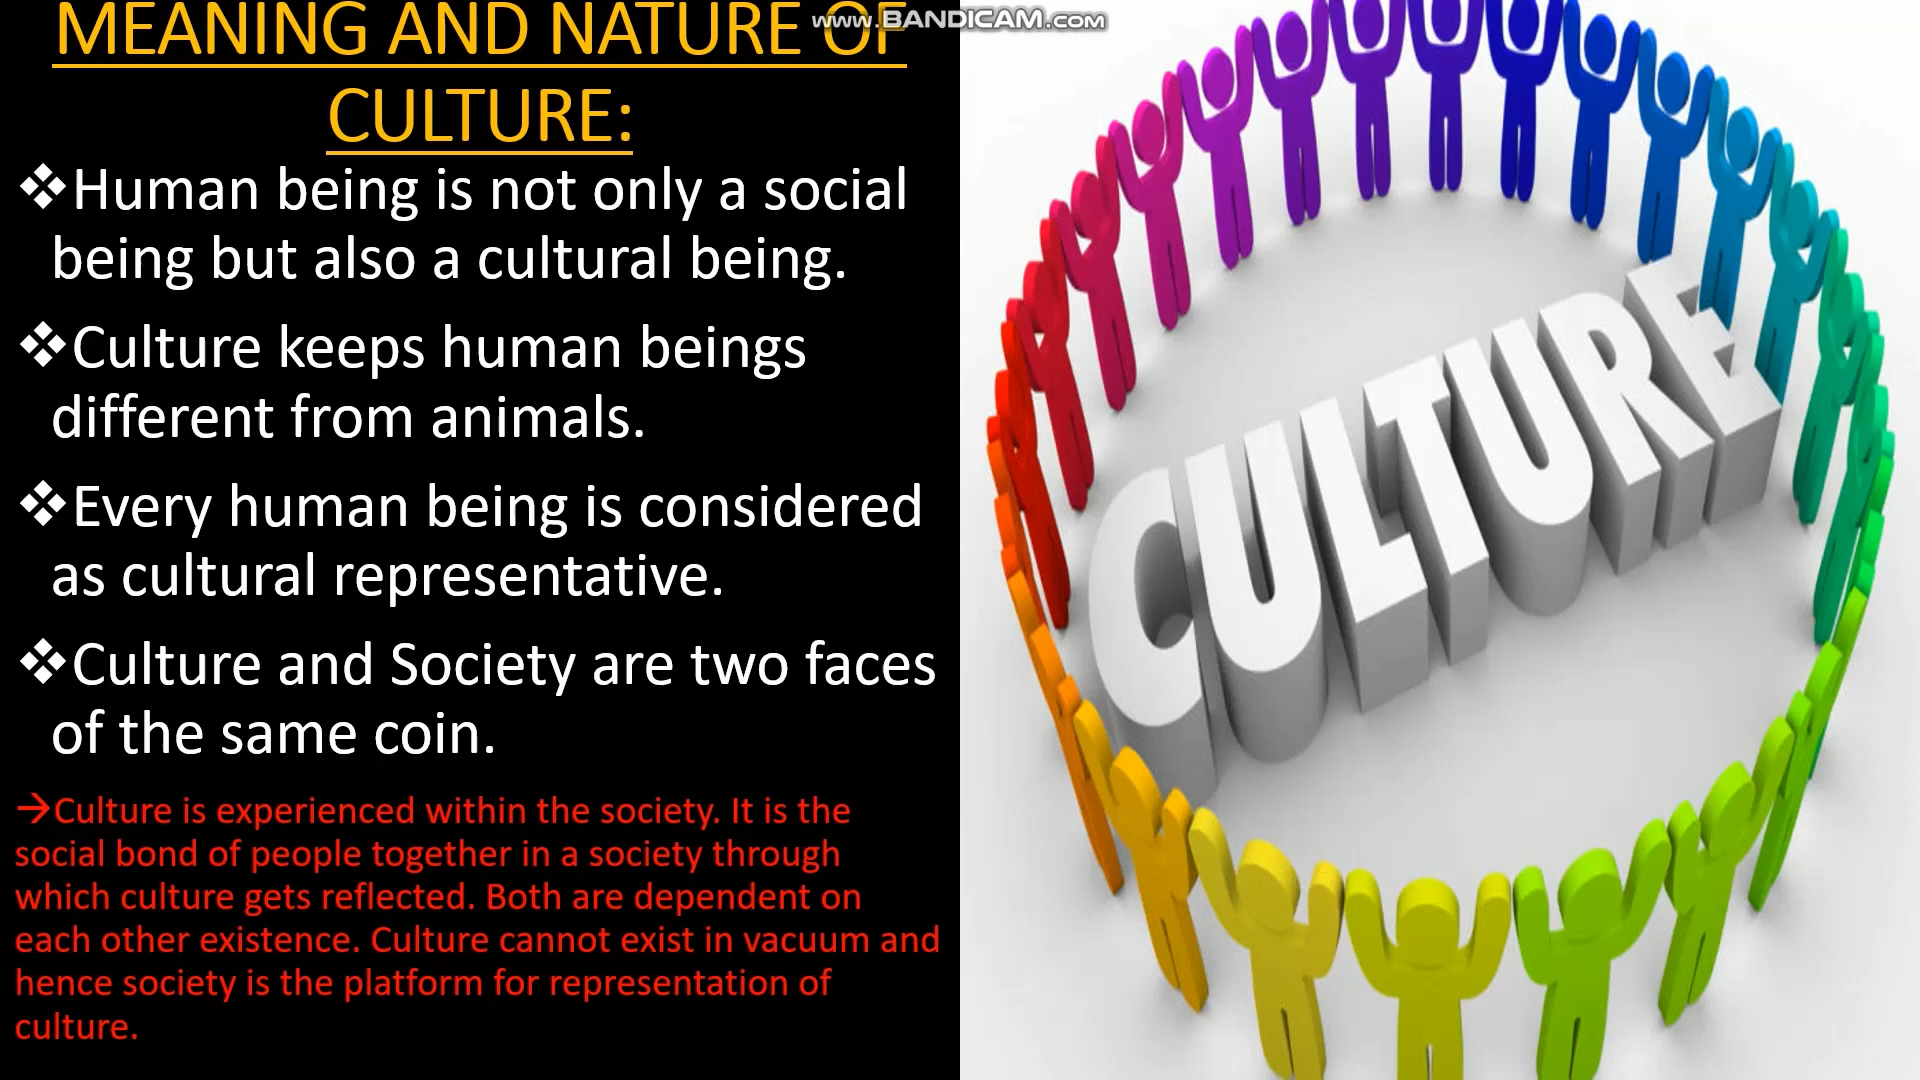 www.BANDICAM.com
MEANING AND NATURE OF
CULTURE:
❖Human being is not only a social
being but also a cultural being.
❖Culture keeps human beings
different from animals.
❖Every human being is considered
as cultural representative.
❖Culture and Society are two faces
of the same coin.
→Culture is experienced within the society. It is the
social bond of people together in a society through
which culture gets reflected. Both are dependent on
each other existence. Culture cannot exist in vacuum and
hence society is the platform for representation of
culture.
CULTURE